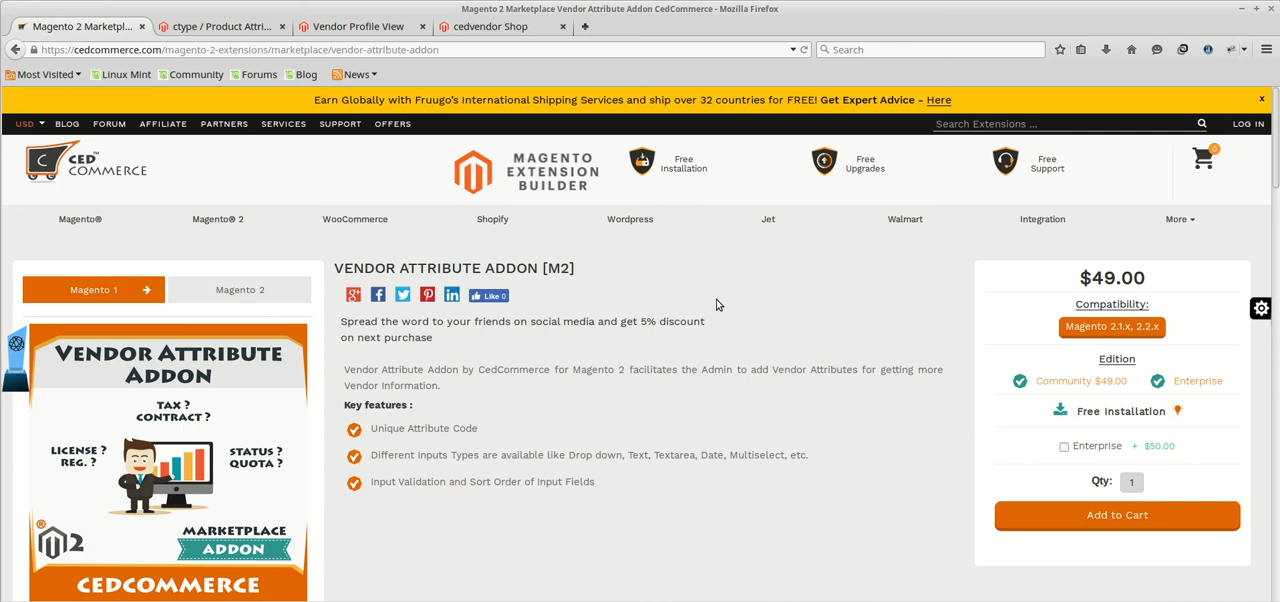 Magento 2 Marketplace Vendor Attribute Addon CedCommerce - Mozilla Firefox
Magento 2 Marketpl... × ctype / Product Attri... × Vendor Profile View × cedvendor Shop ×
https://cedcommerce.com/magento-2-extensions/marketplace/vendor-attribute-addon Search
Most Visited Linux Mint Community Forums Blog News
Earn Globally with Fruugo's International Shipping Services and ship over 32 countries for FREE! Get Expert Advice - Here x
USD BLOG FORUM AFFILIATE PARTNERS SERVICES SUPPORT OFFERS Search Extensions ... LOG IN
C CED COMMERCE™
MAGENTO EXTENSION BUILDER
Free Installation
Free Upgrades
Free Support
0
Magento® Magento® 2 WooCommerce Shopify Wordpress Jet Walmart Integration More
Magento 1 Magento 2
VENDOR ATTRIBUTE
ADDON
TAX ?
CONTRACT ?
LICENSE ?
REG. ?
STATUS ?
QUOTA ?
® 2
MARKETPLACE
ADDON
CEDCOMMERCE
VENDOR ATTRIBUTE ADDON [M2]
Like 0
Spread the word to your friends on social media and get 5% discount
on next purchase
Vendor Attribute Addon by CedCommerce for Magento 2 facilitates the Admin to add Vendor Attributes for getting more
Vendor Information.
Key features :
Unique Attribute Code
Different Inputs Types are available like Drop down, Text, Textarea, Date, Multiselect, etc.
Input Validation and Sort Order of Input Fields
$49.00
Compatibility:
Magento 2.1.x, 2.2.x
Edition
Community $49.00 Enterprise
Free Installation
Enterprise + $50.00
Qty: 1
Add to Cart